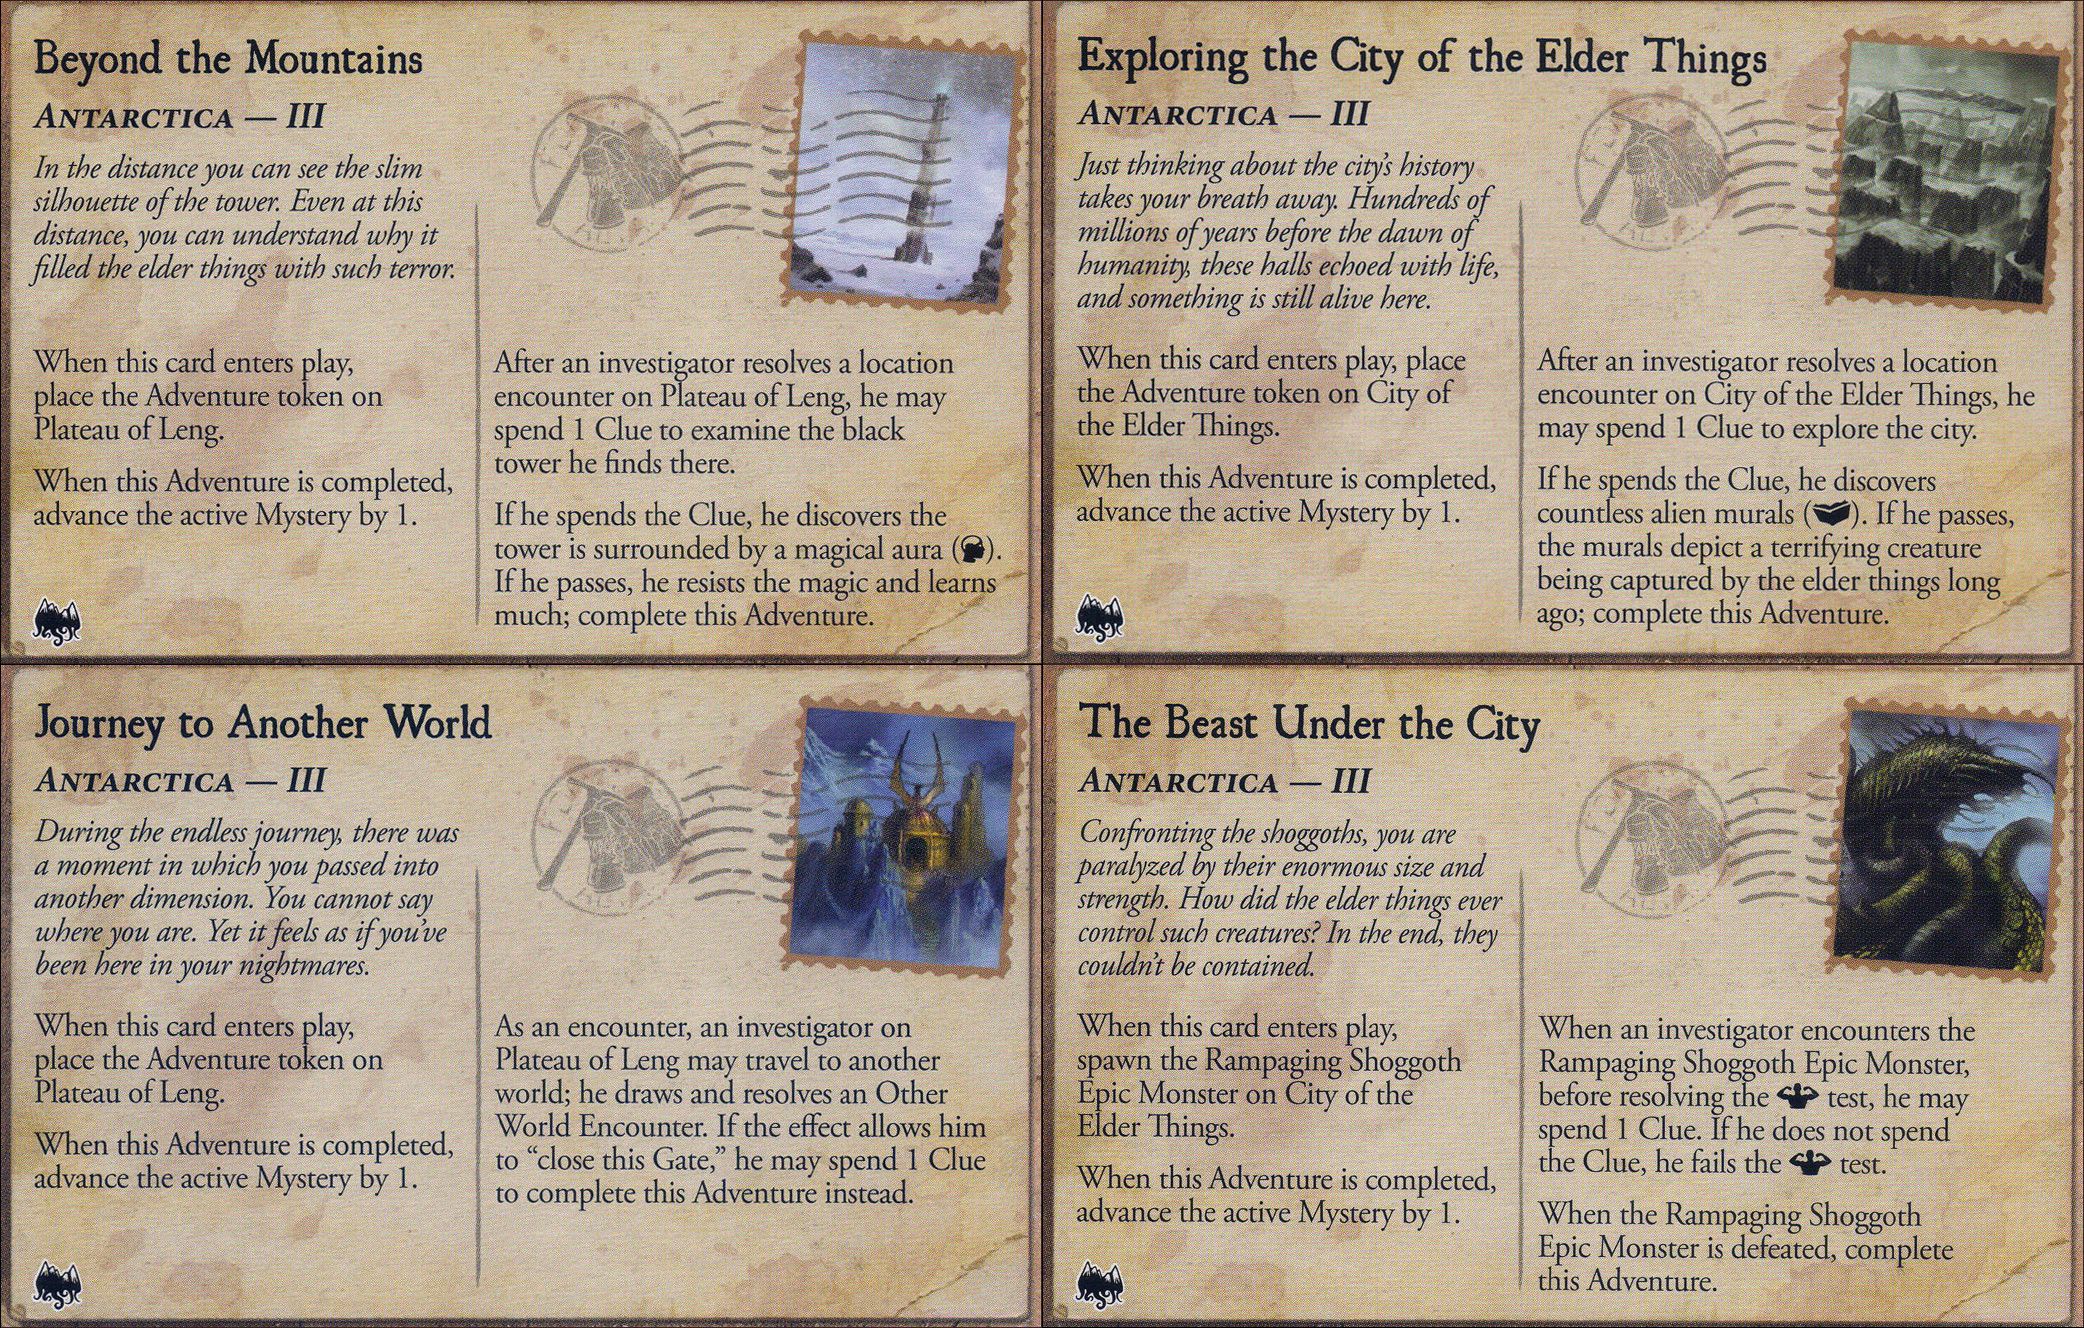 Beyond the Mountains
Antarctica — III
In the distance you can see the slim
silhouette of the tower. Even at this
distance, you can understand why it
filled the elder things with such terror.
When this card enters play,
place the Adventure token on
Plateau of Leng.
When this Adventure is completed,
advance the active Mystery by 1.
After an investigator resolves a location
encounter on Plateau of Leng, he may
spend 1 Clue to examine the black
tower he finds there.
If he spends the Clue, he discovers the
tower is surrounded by a magical aura ( ).
If he passes, he resists the magic and learns
much; complete this Adventure.
Exploring the City of the Elder Things
Antarctica — III
Just thinking about the city's history
takes your breath away. Hundreds of
millions of years before the dawn of
humanity, these halls echoed with life,
and something is still alive here.
When this card enters play, place
the Adventure token on City of
the Elder Things.
When this Adventure is completed,
advance the active Mystery by 1.
After an investigator resolves a location
encounter on City of the Elder Things, he
may spend 1 Clue to explore the city.
If he spends the Clue, he discovers
countless alien murals ( ). If he passes,
the murals depict a terrifying creature
being captured by the elder things long
ago; complete this Adventure.
Journey to Another World
Antarctica — III
During the endless journey, there was
a moment in which you passed into
another dimension. You cannot say
where you are. Yet it feels as if you've
been here in your nightmares.
When this card enters play,
place the Adventure token on
Plateau of Leng.
When this Adventure is completed,
advance the active Mystery by 1.
As an encounter, an investigator on
Plateau of Leng may travel to another
world; he draws and resolves an Other
World Encounter. If the effect allows him
to “close this Gate,” he may spend 1 Clue
to complete this Adventure instead.
The Beast Under the City
Antarctica — III
Confronting the shoggoths, you are
paralyzed by their enormous size and
strength. How did the elder things ever
control such creatures? In the end, they
couldn't be contained.
When this card enters play,
spawn the Rampaging Shoggoth
Epic Monster on City of the
Elder Things.
When this Adventure is completed,
advance the active Mystery by 1.
When an investigator encounters the
Rampaging Shoggoth Epic Monster,
before resolving the test, he may
spend 1 Clue. If he does not spend
the Clue, he fails the test.
When the Rampaging Shoggoth
Epic Monster is defeated, complete
this Adventure.